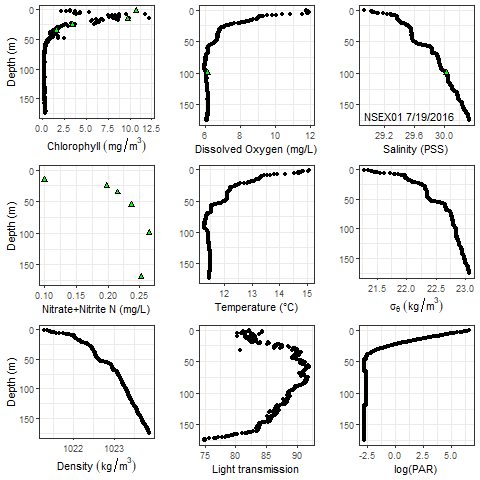 Depth (m)
0
50
100
150
0.0 2.5 5.0 7.5 10.0 12.5
Chlorophyll (mg/m³)
0
50
100
150
6 7 8 9 10 11 12
Dissolved Oxygen (mg/L)
0
50
100
150
NSEX01 7/19/2016
29.2 29.6 30.0
Salinity (PSS)
Depth (m)
0
50
100
150
0.10 0.15 0.20 0.25
Nitrate+Nitrite N (mg/L)
0
50
100
150
12 13 14 15
Temperature (°C)
0
50
100
150
21.5 22.0 22.5 23.0
σθ (kg/m³)
Depth (m)
0
50
100
150
1022 1023
Density (kg/m³)
0
50
100
150
75 80 85 90
Light transmission
0
50
100
150
-2.5 0.0 2.5 5.0
log(PAR)